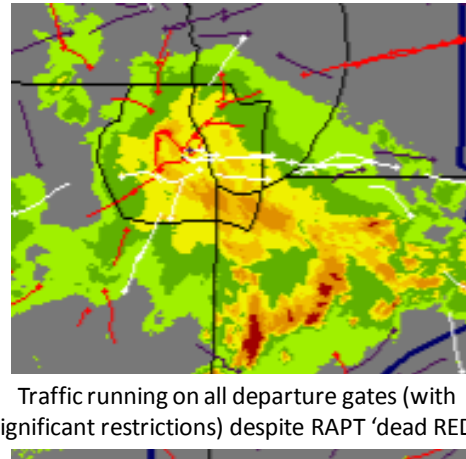 Traffic running on all departure gates (with
ignificant restrictions) despite RAPT ‘dead RED